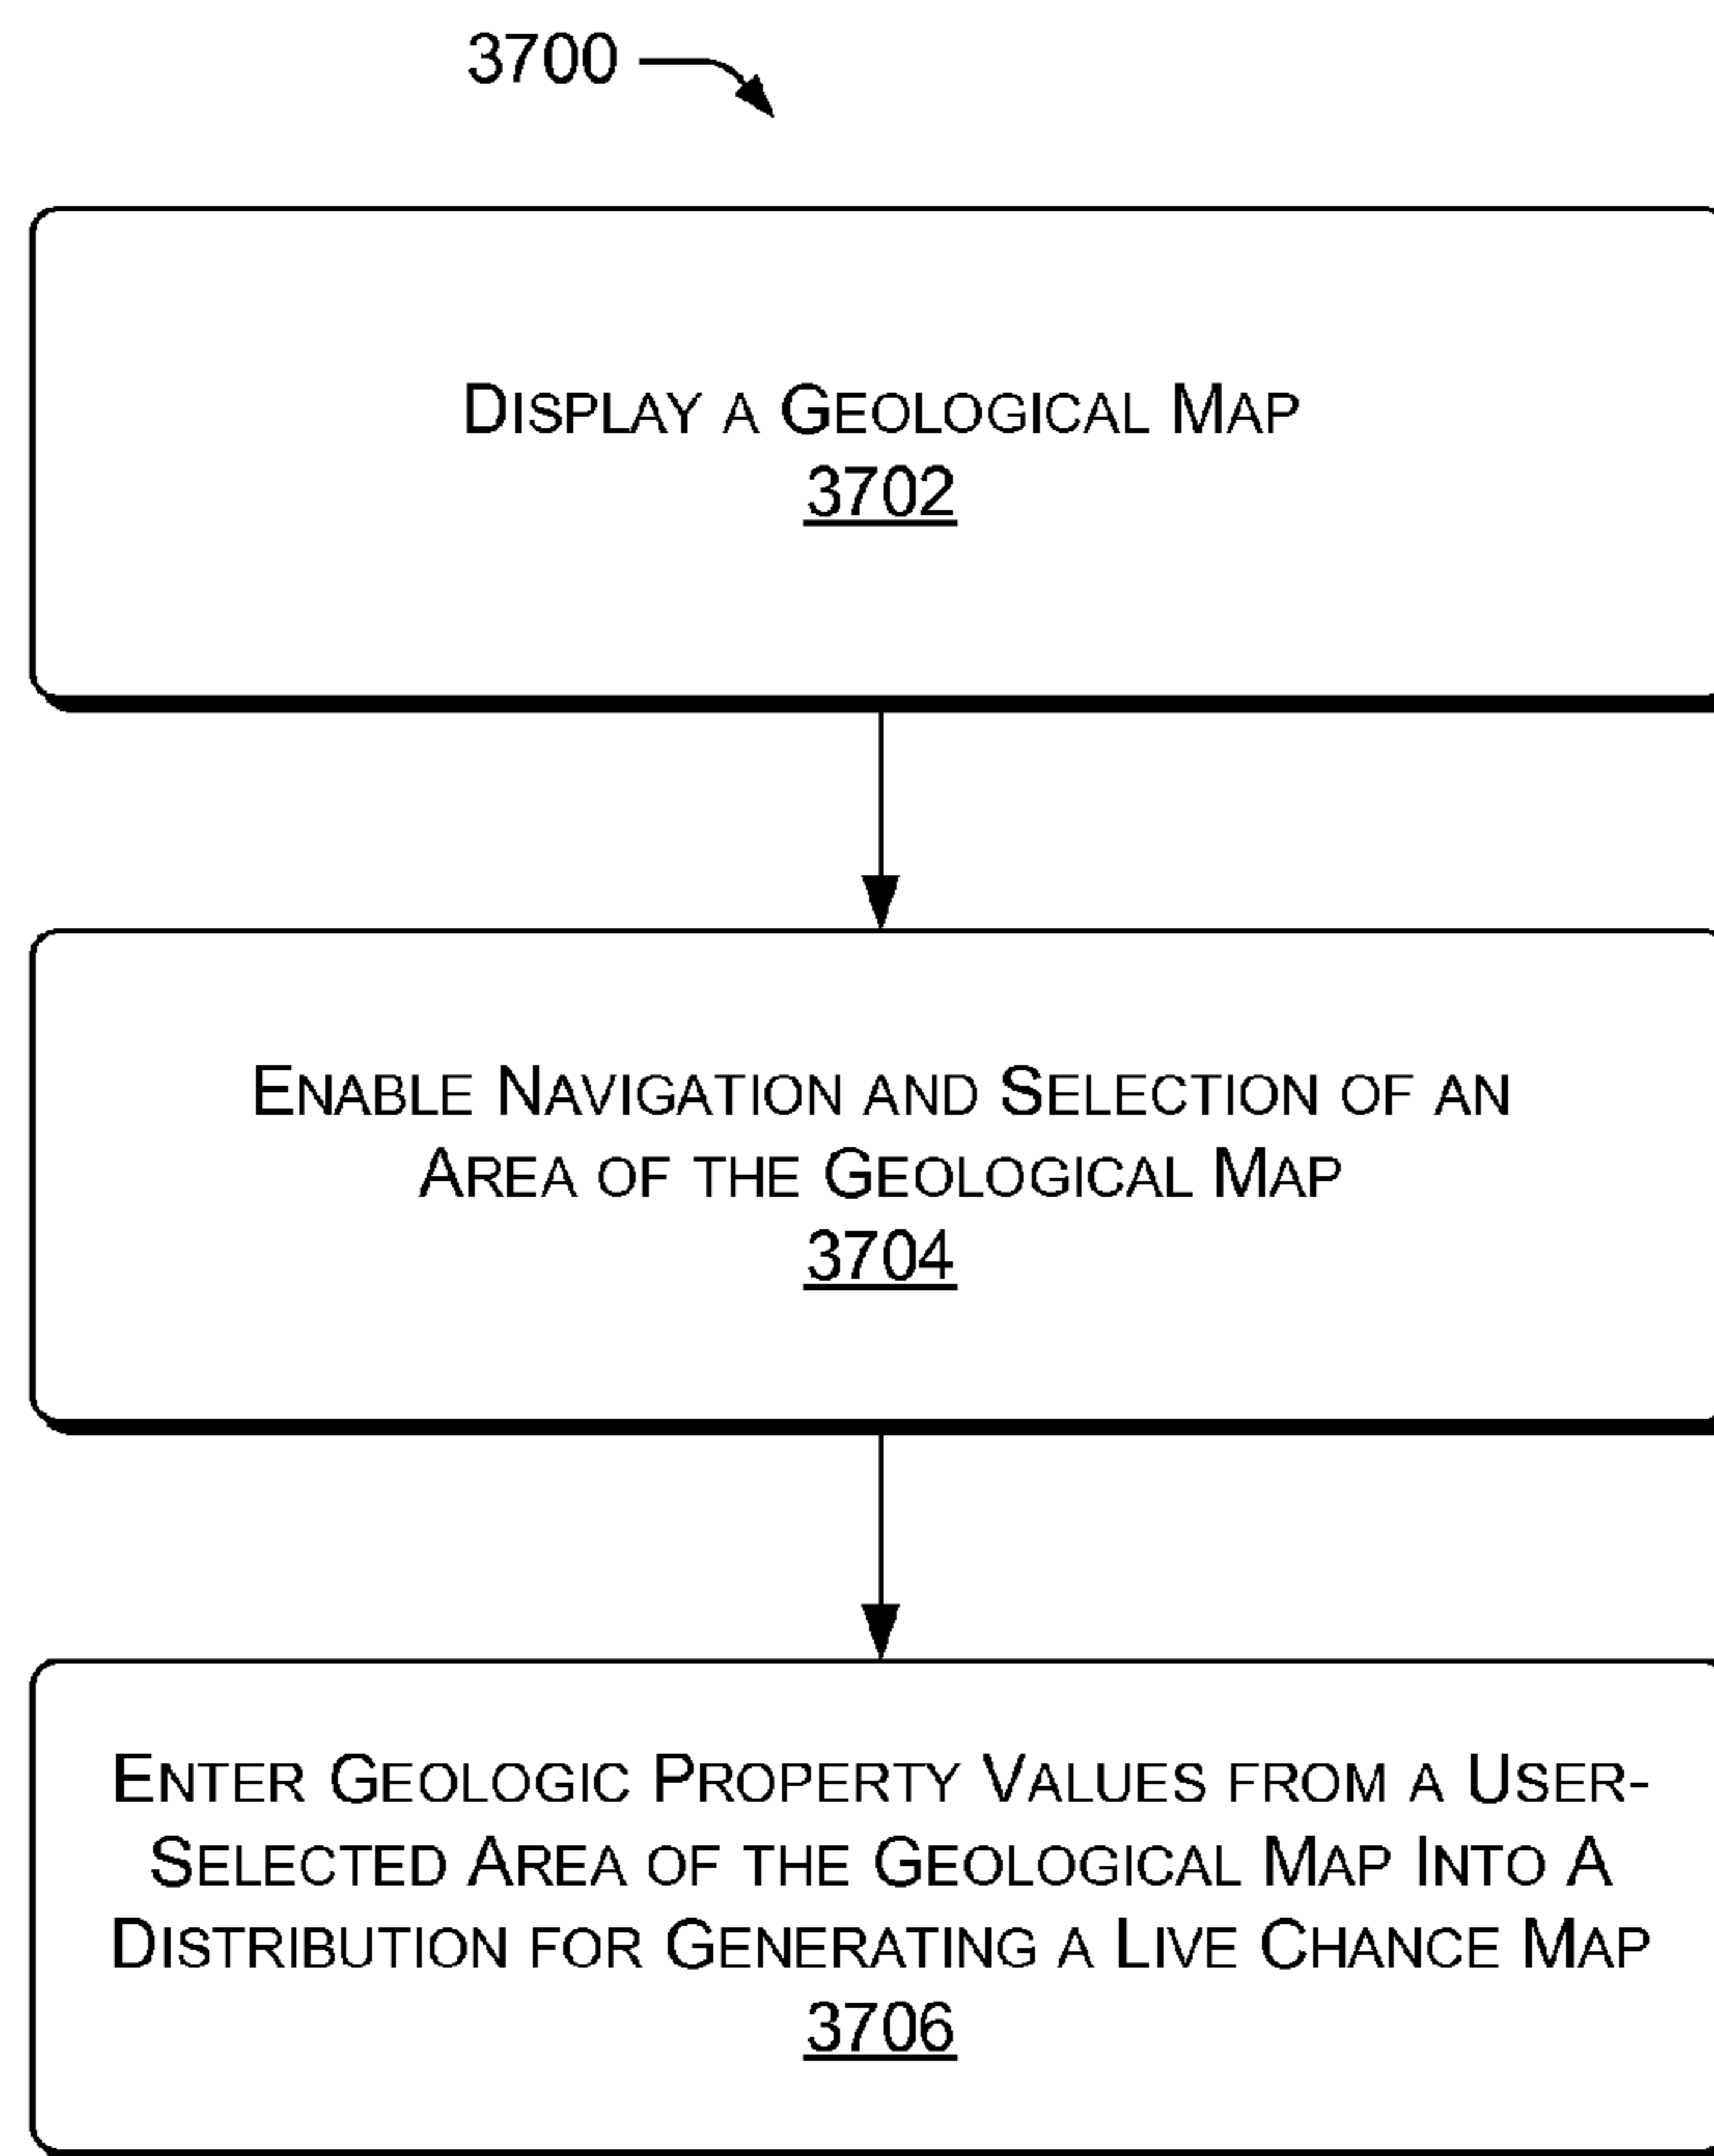 3700
Display a Geological Map
3702
Enable Navigation and Selection of an
Area of the Geological Map
3704
Enter Geologic Property Values from a User-
Selected Area of the Geological Map Into A
Distribution for Generating a Live Chance Map
3706